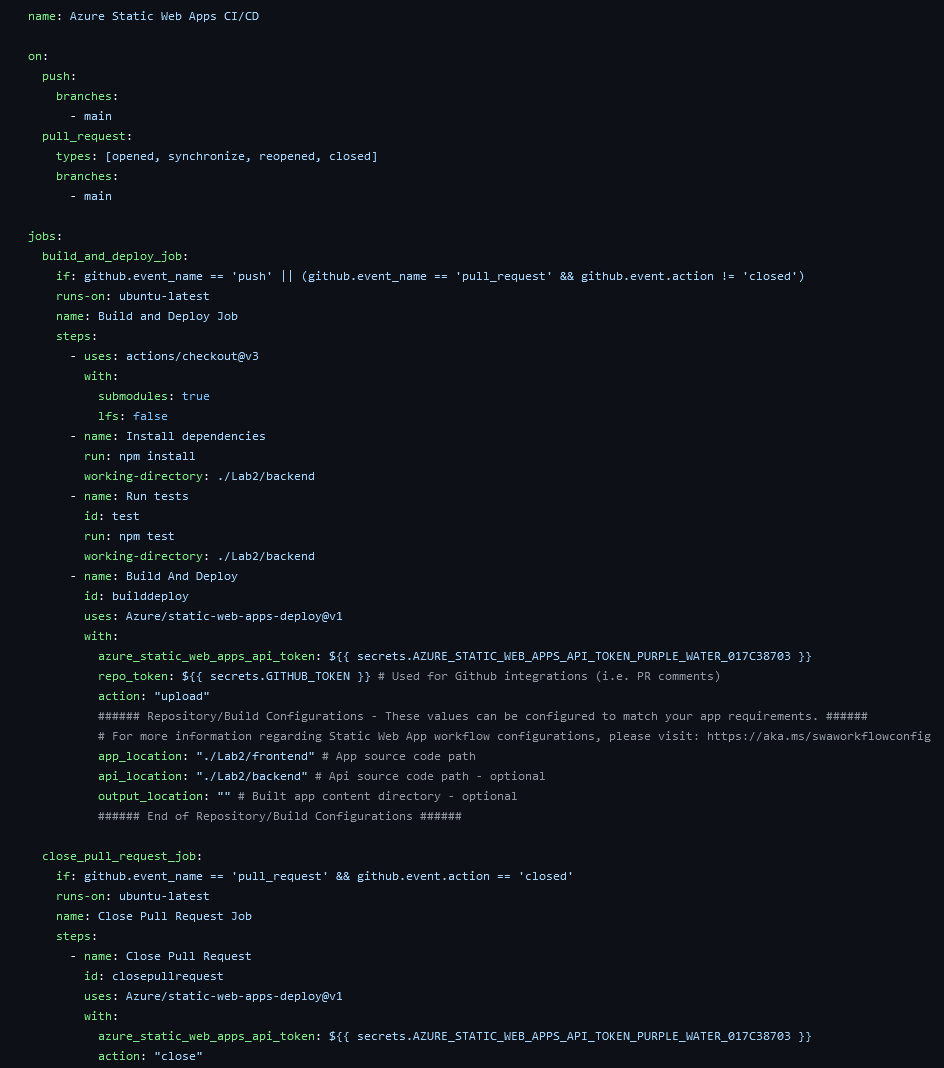 name: Azure Static Web Apps CI/CD

on:
  push:
    branches:
      - main
  pull_request:
    types: [opened, synchronize, reopened, closed]
    branches:
      - main

jobs:
  build_and_deploy_job:
    if: github.event_name == 'push' || (github.event_name == 'pull_request' && github.event.action != 'closed')
    runs-on: ubuntu-latest
    name: Build and Deploy Job
    steps:
      - uses: actions/checkout@v3
        with:
          submodules: true
          lfs: false
      - name: Install dependencies
        run: npm install
        working-directory: ./Lab2/backend
      - name: Run tests
        id: test
        run: npm test
        working-directory: ./Lab2/backend
      - name: Build And Deploy
        id: builddeploy
        uses: Azure/static-web-apps-deploy@v1
        with:
          azure_static_web_apps_api_token: ${{ secrets.AZURE_STATIC_WEB_APPS_API_TOKEN_PURPLE_WATER_017C38703 }}
          repo_token: ${{ secrets.GITHUB_TOKEN }} # Used for Github integrations (i.e. PR comments)
          action: "upload"
          ###### Repository/Build Configurations - These values can be configured to match your app requirements. ######
          # For more information regarding Static Web App workflow configurations, please visit: https://aka.ms/swaworkflowconfig
          app_location: "./Lab2/frontend" # App source code path
          api_location: "./Lab2/backend" # Api source code path - optional
          output_location: "" # Built app content directory - optional
          ###### End of Repository/Build Configurations ######

  close_pull_request_job:
    if: github.event_name == 'pull_request' && github.event.action == 'closed'
    runs-on: ubuntu-latest
    name: Close Pull Request Job
    steps:
      - name: Close Pull Request
        id: closepullrequest
        uses: Azure/static-web-apps-deploy@v1
        with:
          azure_static_web_apps_api_token: ${{ secrets.AZURE_STATIC_WEB_APPS_API_TOKEN_PURPLE_WATER_017C38703 }}
          action: "close"